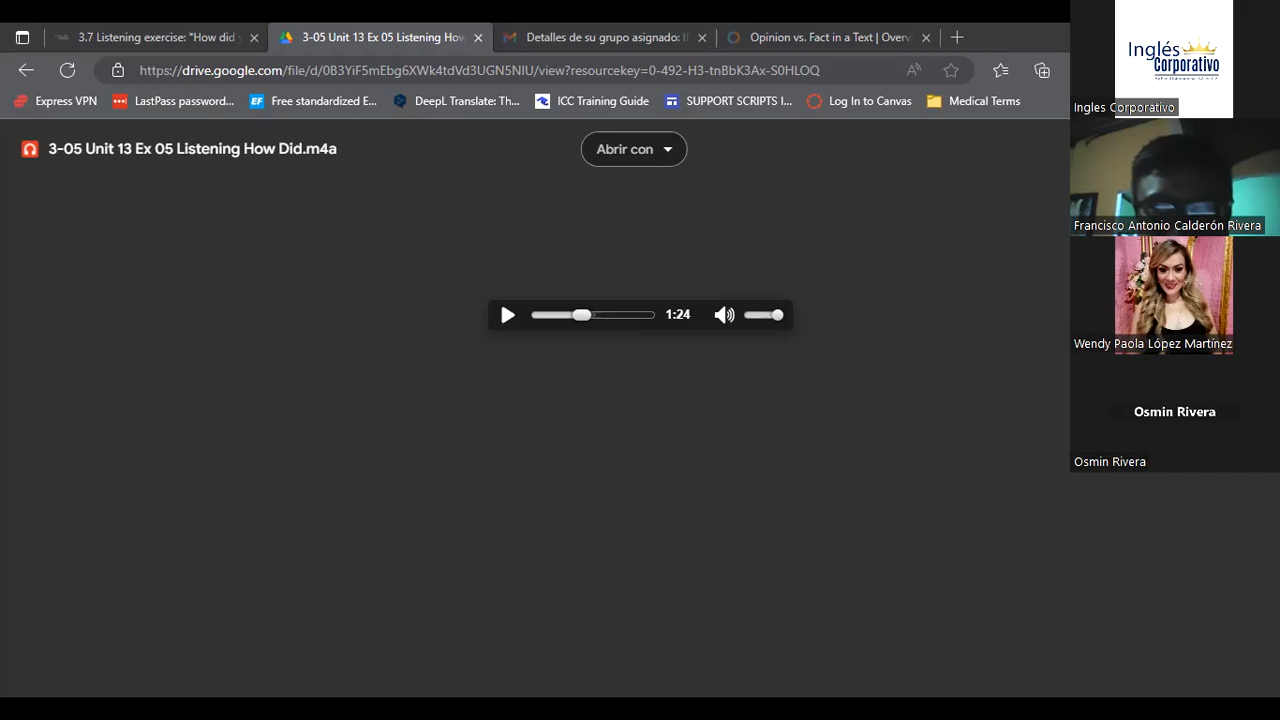 3.7 Listening exercise: "How did
3-05 Unit 13 Ex 05 Listening How
Detalles de su grupo asignado:
Opinion vs. Fact in a Text | Over
https://drive.google.com/file/d/0B3YiF5mEbg6XWk4tdVd3UGN5NlU/view?resourcekey=0-492-H3-tnBbK3Ax-S0HLOQ
Express VPN
LastPass password...
Free standardized E...
DeepL Translate: Th...
ICC Training Guide
SUPPORT SCRIPTS I...
Log In to Canvas
Medical Terms
3-05 Unit 13 Ex 05 Listening How Did.m4a
Abrir con
1:24
Inglés
Corporativo
Ingles Corporativo
Francisco Antonio Calderón Rivera
Wendy Paola López Martínez
Osmin Rivera
Osmin Rivera